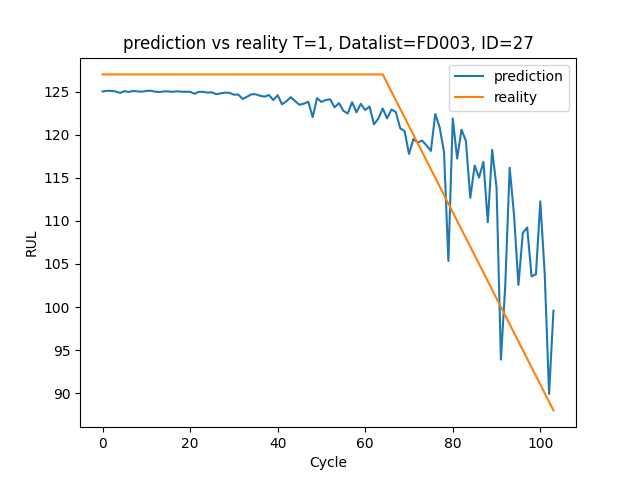 prediction vs reality T=1, Datalist=FD003, ID=27
prediction
reality
125
120
115
110
105
100
95
90
RUL
0 20 40 60 80 100
Cycle